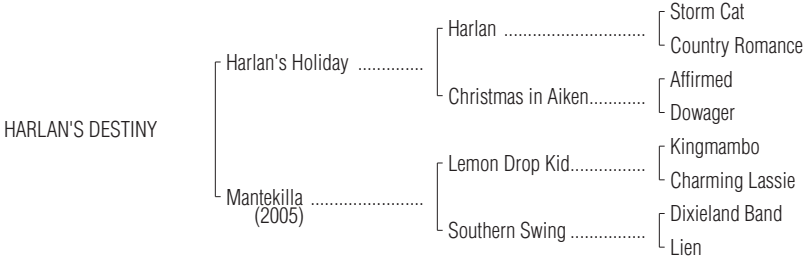 Storm Cat
Harlan ..............................
Country Romance
Harlan's Holiday ..............
Affirmed
Christmas in Aiken............
Dowager
HARLAN'S DESTINY
Kingmambo
Lemon Drop Kid................
Charming Lassie
Mantekilla ........................
(2005)
Dixieland Band
Southern Swing ................
Lien